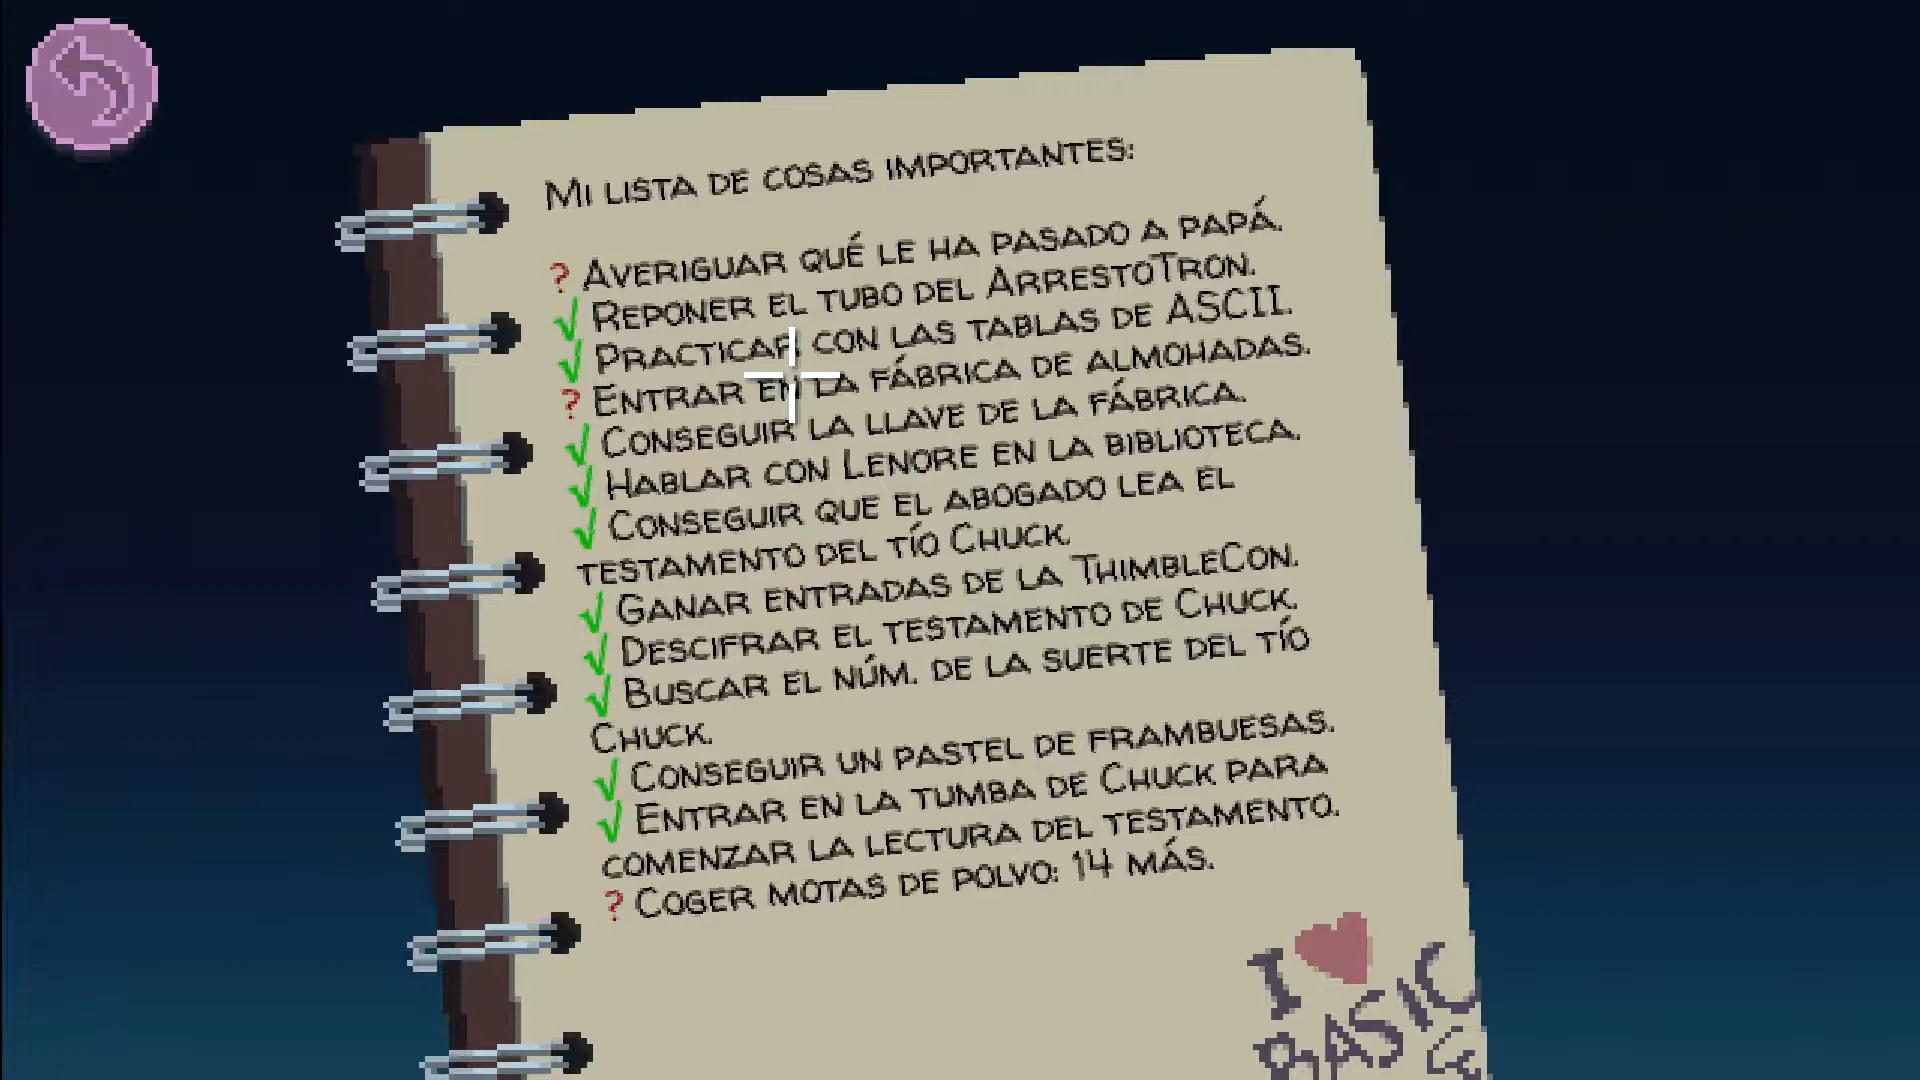 Mi lista de cosas importantes:
? Averiguar qué le ha pasado a papá.
√ Reponer el tubo del ArrestoTron.
√ Practicar con las tablas de ASCII.
? Entrar en la fábrica de almohadas.
√ Conseguir la llave de la fábrica.
√ Hablar con Lenore en la biblioteca.
√ Conseguir que el abogado lea el
testamento del tío Chuck.
√ Ganar entradas de la ThimbleCon.
√ Descifrar el testamento de Chuck.
√ Buscar el núm. de la suerte del tío
Chuck.
√ Conseguir un pastel de frambuesas.
√ Entrar en la tumba de Chuck para
comenzar la lectura del testamento.
? Coger motas de polvo: 14 más.
I ♥
BASIC